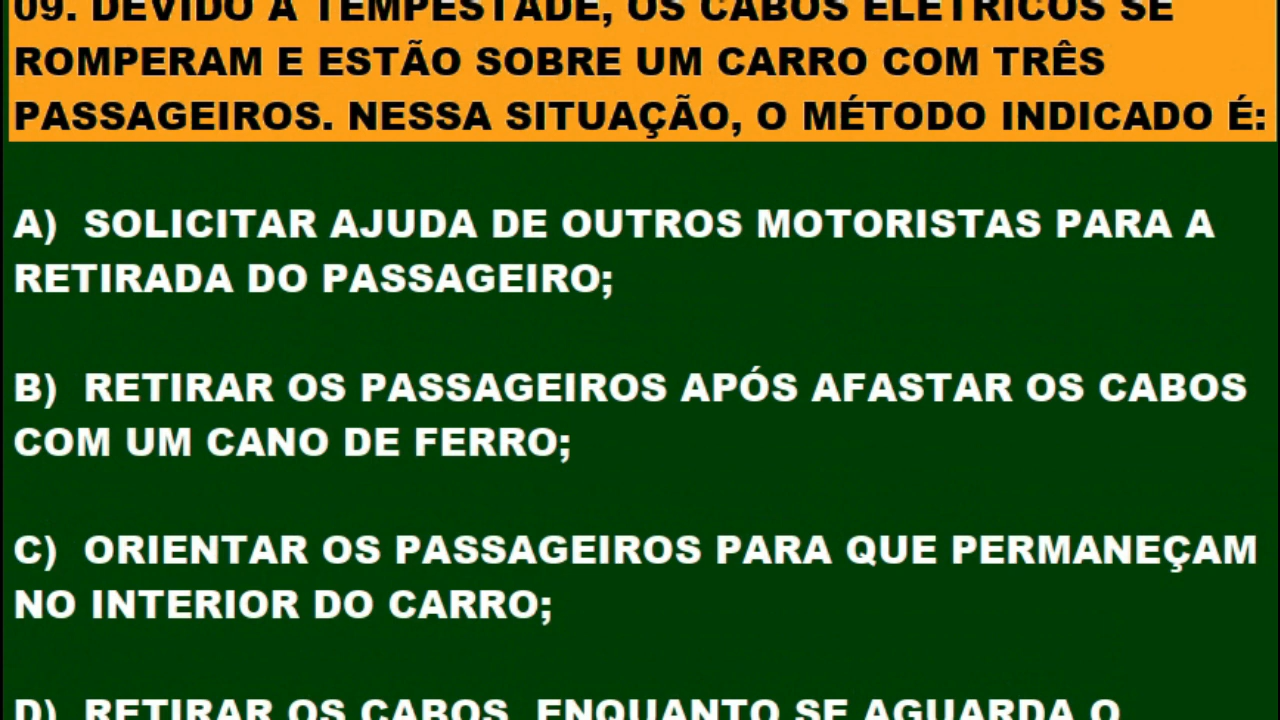 09. DEVIDO A TEMPESTADE, OS CABOS ELÉTRICOS SE
ROMPERAM E ESTÃO SOBRE UM CARRO COM TRÊS
PASSAGEIROS. NESSA SITUAÇÃO, O MÉTODO INDICADO É:
A) SOLICITAR AJUDA DE OUTROS MOTORISTAS PARA A
RETIRADA DO PASSAGEIRO;
B) RETIRAR OS PASSAGEIROS APÓS AFASTAR OS CABOS
COM UM CANO DE FERRO;
C) ORIENTAR OS PASSAGEIROS PARA QUE PERMANEÇAM
NO INTERIOR DO CARRO;
D) RETIRAR OS CABOS, ENQUANTO SE AGUARDA O